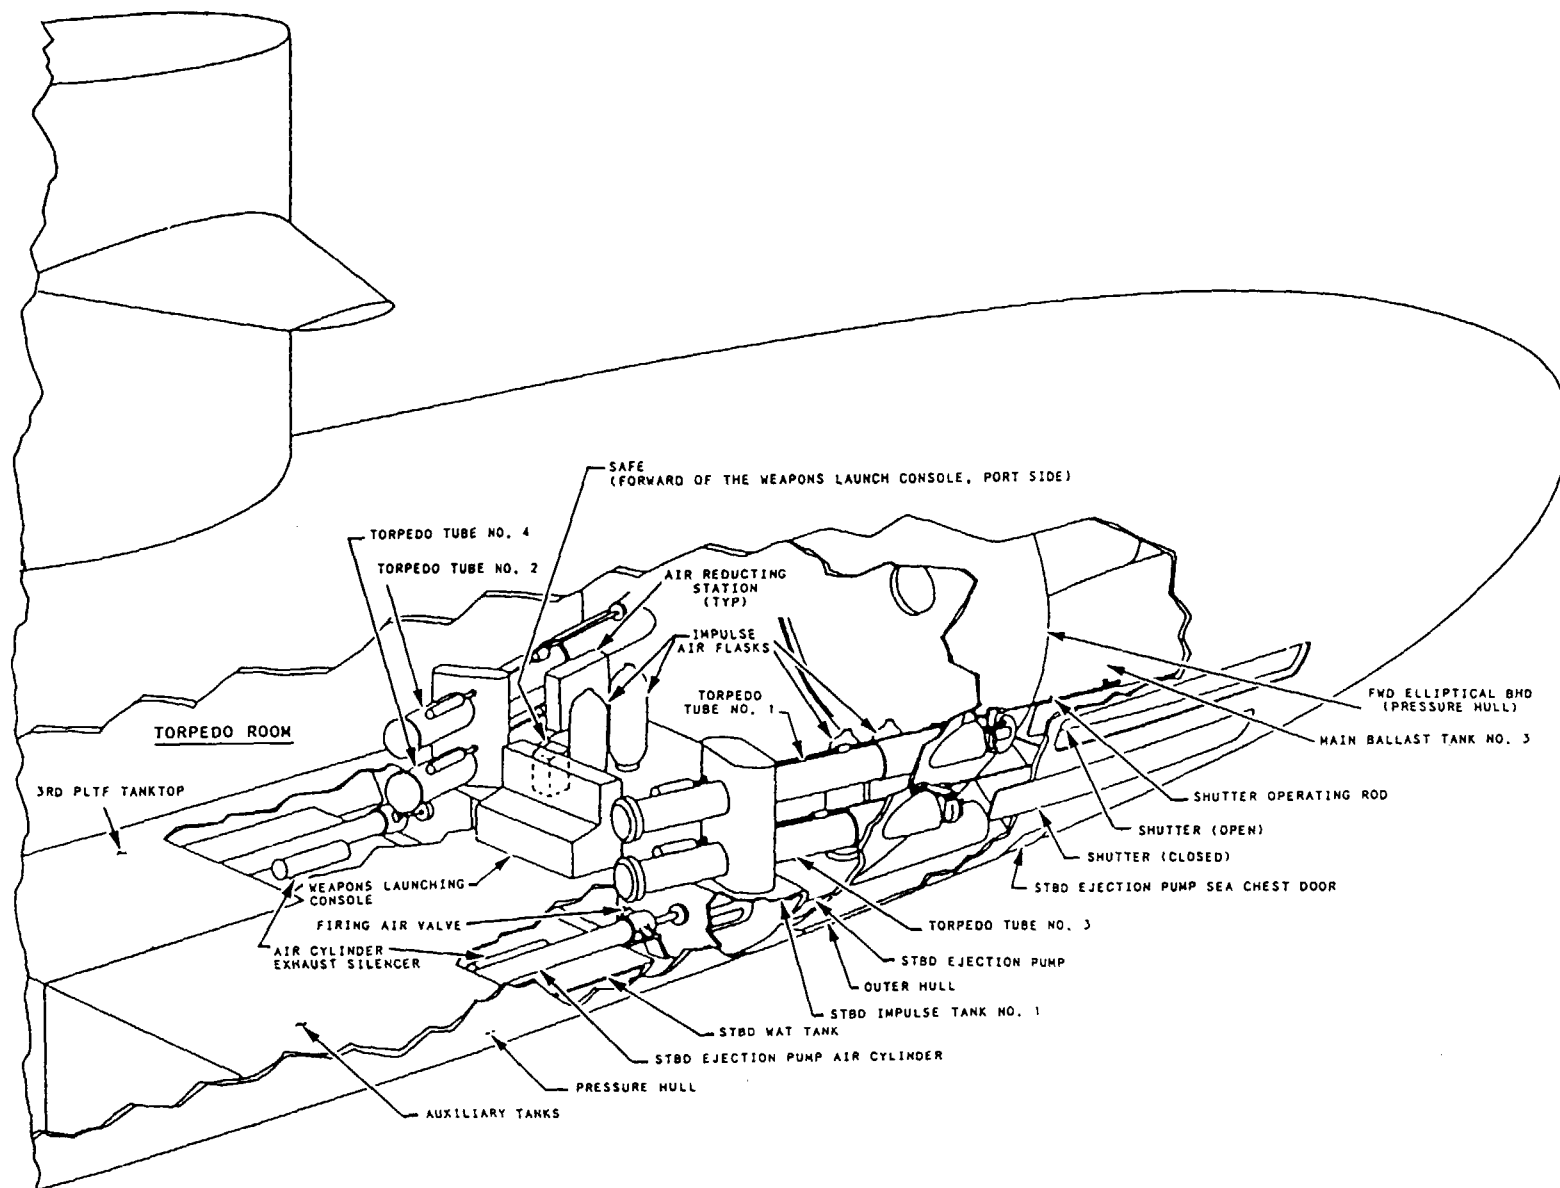 SAFE
(FORWARD OF THE WEAPONS LAUNCH CONSOLE, PORT SIDE)
TORPEDO TUBE NO. 4
TORPEDO TUBE NO. 2
AIR REDUCTING
STATION
(TYP)
IMPULSE
AIR FLASKS
TORPEDO
TUBE NO. 1
FWD ELLIPTICAL BHD
(PRESSURE HULL)
TORPEDO ROOM
MAIN BALLAST TANK NO. 3
3RD PLTF TANKTOP
SHUTTER OPERATING ROD
SHUTTER (OPEN)
SHUTTER (CLOSED)
WEAPONS LAUNCHING
CONSOLE
STBD EJECTION PUMP SEA CHEST DOOR
FIRING AIR VALVE
TORPEDO TUBE NO. 3
AIR CYLINDER
EXHAUST SILENCER
STBD EJECTION PUMP
OUTER HULL
STBD IMPULSE TANK NO. 1
STBD WAT TANK
STBD EJECTION PUMP AIR CYLINDER
PRESSURE HULL
AUXILIARY TANKS